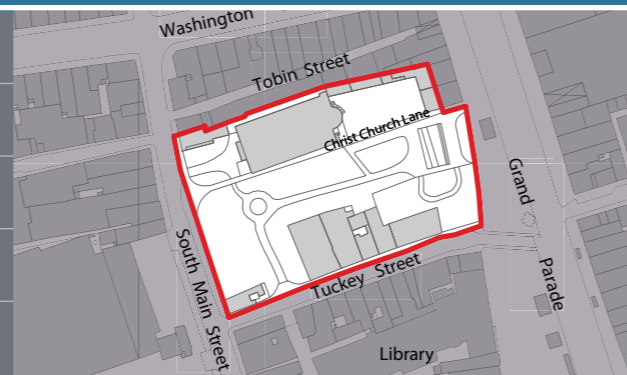 Washington
Tobin Street
Christ Church Lane
Grand
Parade
South Main Street
Tuckey Street
Library